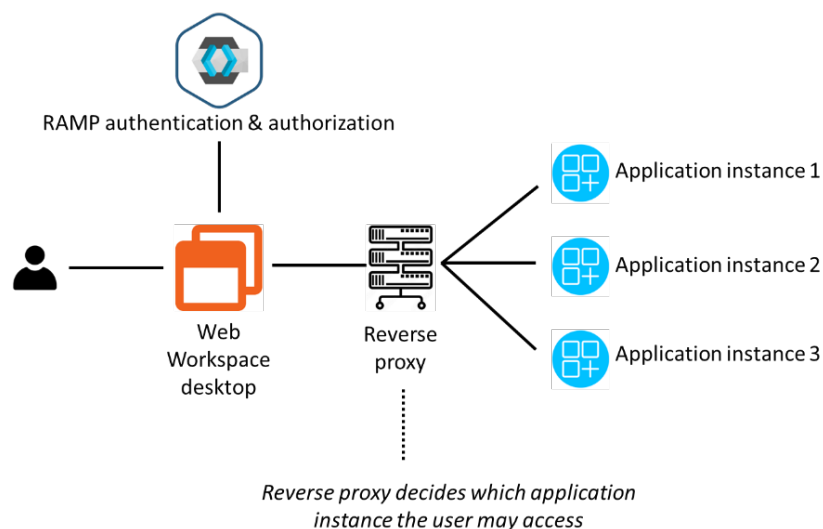 RAMP authentication & authorization
Application instance 1
Application instance 2
Web
Workspace
desktop
Reverse
proxy
Application instance 3
Reverse proxy decides which application
instance the user may access